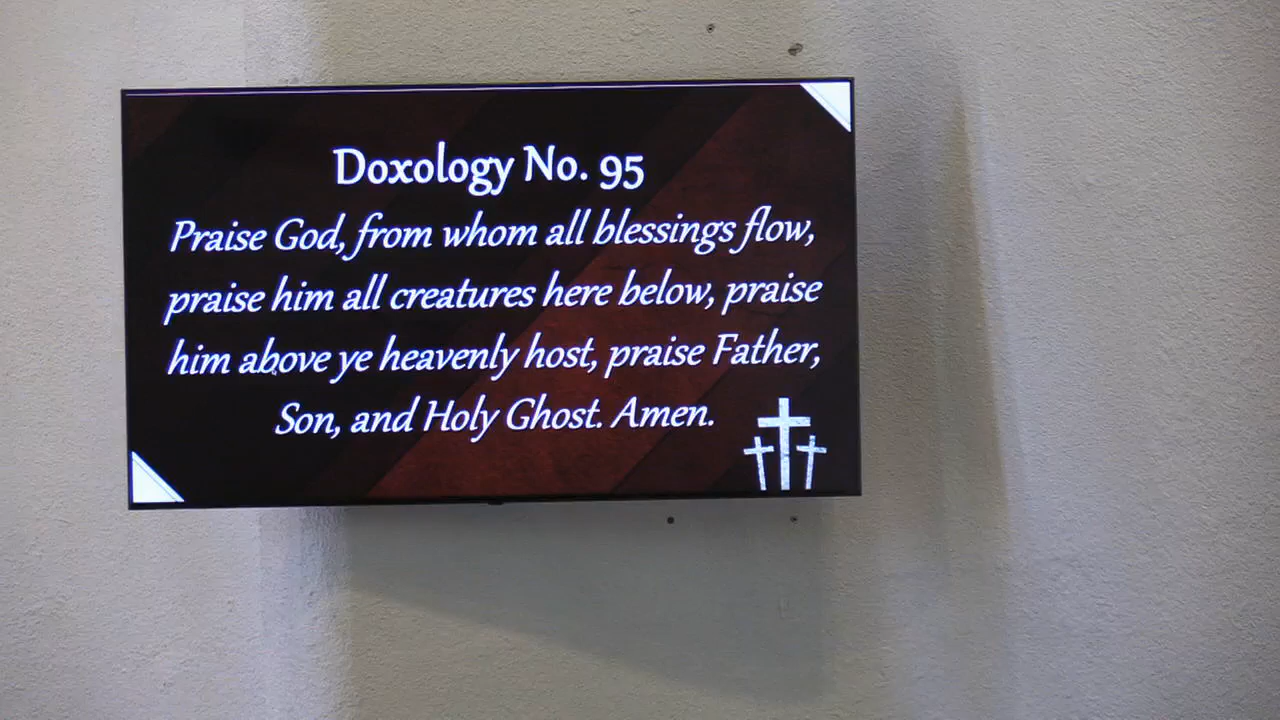 Doxology No. 95
Praise God, from whom all blessings flow,
praise him all creatures here below, praise
him above ye heavenly host, praise Father,
Son, and Holy Ghost. Amen.